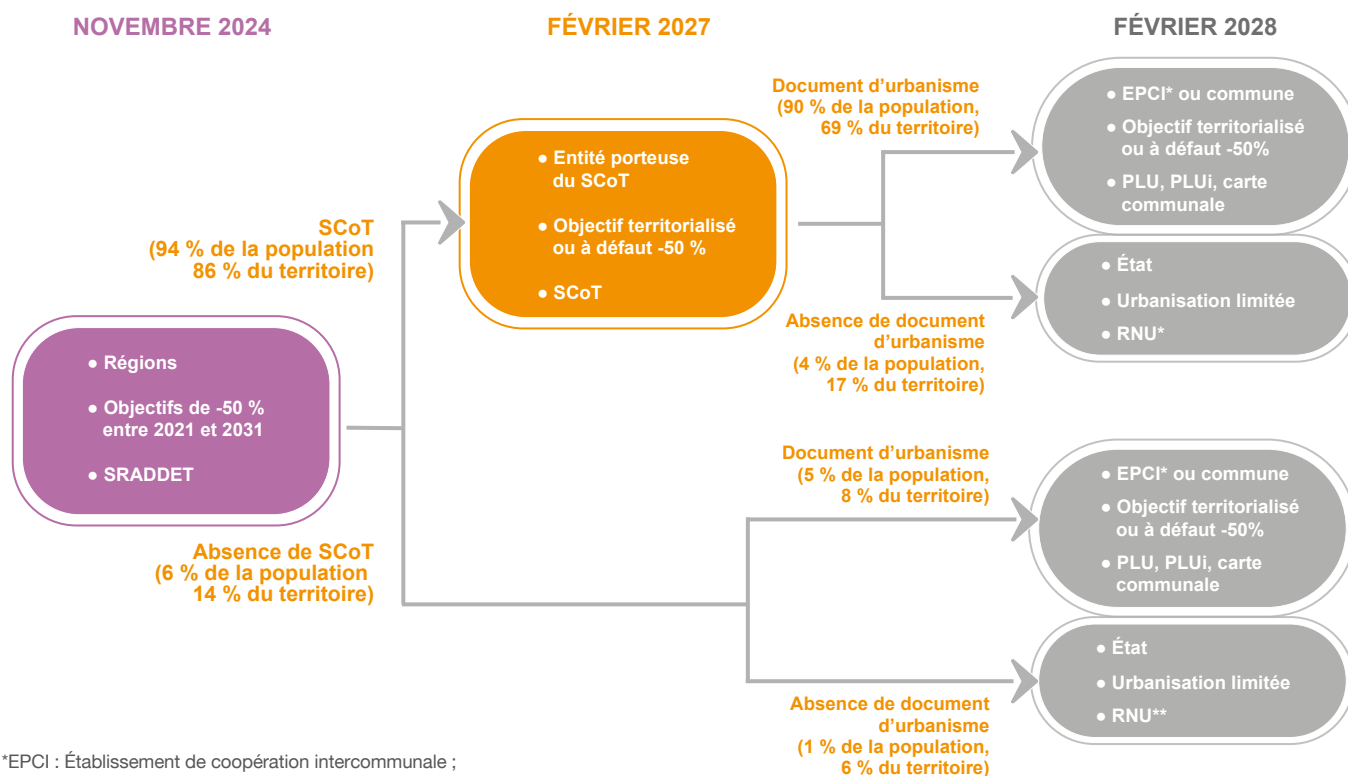 NOVEMBRE 2024
FÉVRIER 2027
FÉVRIER 2028
● Régions
● Objectifs de -50 %
entre 2021 et 2031
● SRADDET
SCoT
(94 % de la population
86 % du territoire)
Absence de SCoT
(6 % de la population
14 % du territoire)
● Entité porteuse
du SCoT
● Objectif territorialisé
ou à défaut -50 %
● SCoT
Document d’urbanisme
(90 % de la population,
69 % du territoire)
Absence de document
d’urbanisme
(4 % de la population,
17 % du territoire)
Document d’urbanisme
(5 % de la population,
8 % du territoire)
Absence de document
d’urbanisme
(1 % de la population,
6 % du territoire)
● EPCI* ou commune
● Objectif territorialisé
ou à défaut -50%
● PLU, PLUi, carte
communale
● État
● Urbanisation limitée
● RNU*
● EPCI* ou commune
● Objectif territorialisé
ou à défaut -50%
● PLU, PLUi, carte
communale
● État
● Urbanisation limitée
● RNU**
*EPCI : Établissement de coopération intercommunale ;